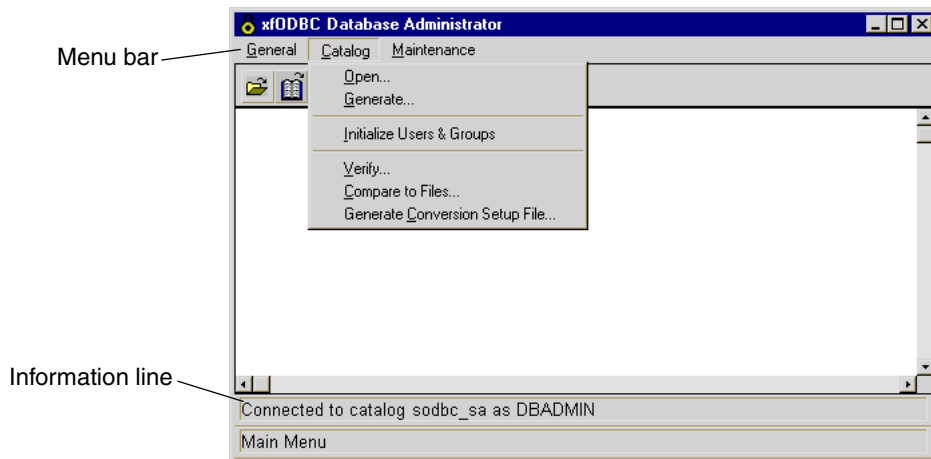 xfODBC Database Administrator
Menu bar
General Catalog Maintenance
Open...
Generate...
Initialize Users & Groups
Verify...
Compare to Files...
Generate Conversion Setup File...
Information line
Connected to catalog sodbc_sa as DBADMIN
Main Menu